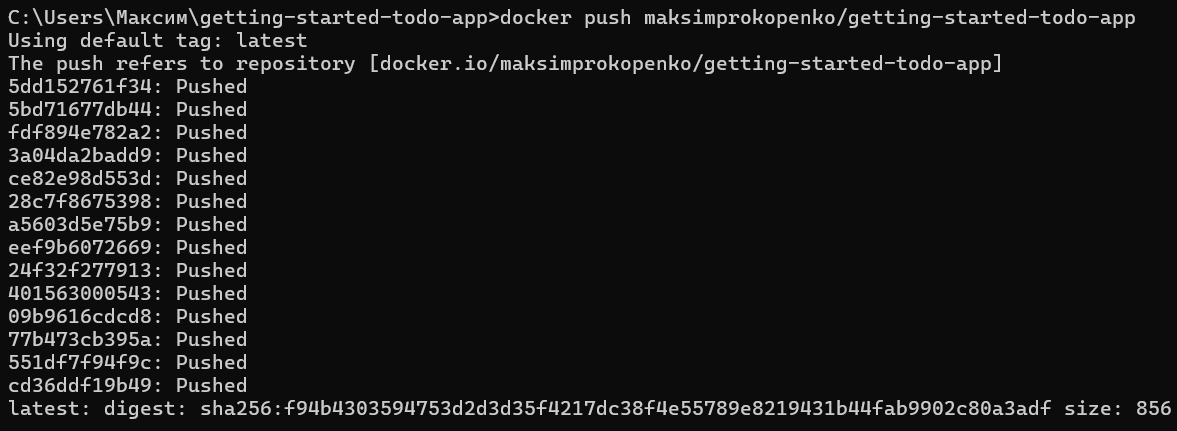 C:\Users\Максим\getting-started-todo-app>docker push maksimprokopenko/getting-started-todo-app
Using default tag: latest
The push refers to repository [docker.io/maksimprokopenko/getting-started-todo-app]
5dd152761f34: Pushed
5bd71677db44: Pushed
fdf894e782a2: Pushed
3a04da2badd9: Pushed
ce82e98d553d: Pushed
28c7f8675398: Pushed
a5603d5e75b9: Pushed
eef9b6072669: Pushed
24f32f277913: Pushed
401563000543: Pushed
09b9616cdcd8: Pushed
77b473cb395a: Pushed
551df7f94f9c: Pushed
cd36ddf19b49: Pushed
latest: digest: sha256:f94b4303594753d2d3d35f4217dc38f4e55789e8219431b44fab9902c80a3adf size: 856